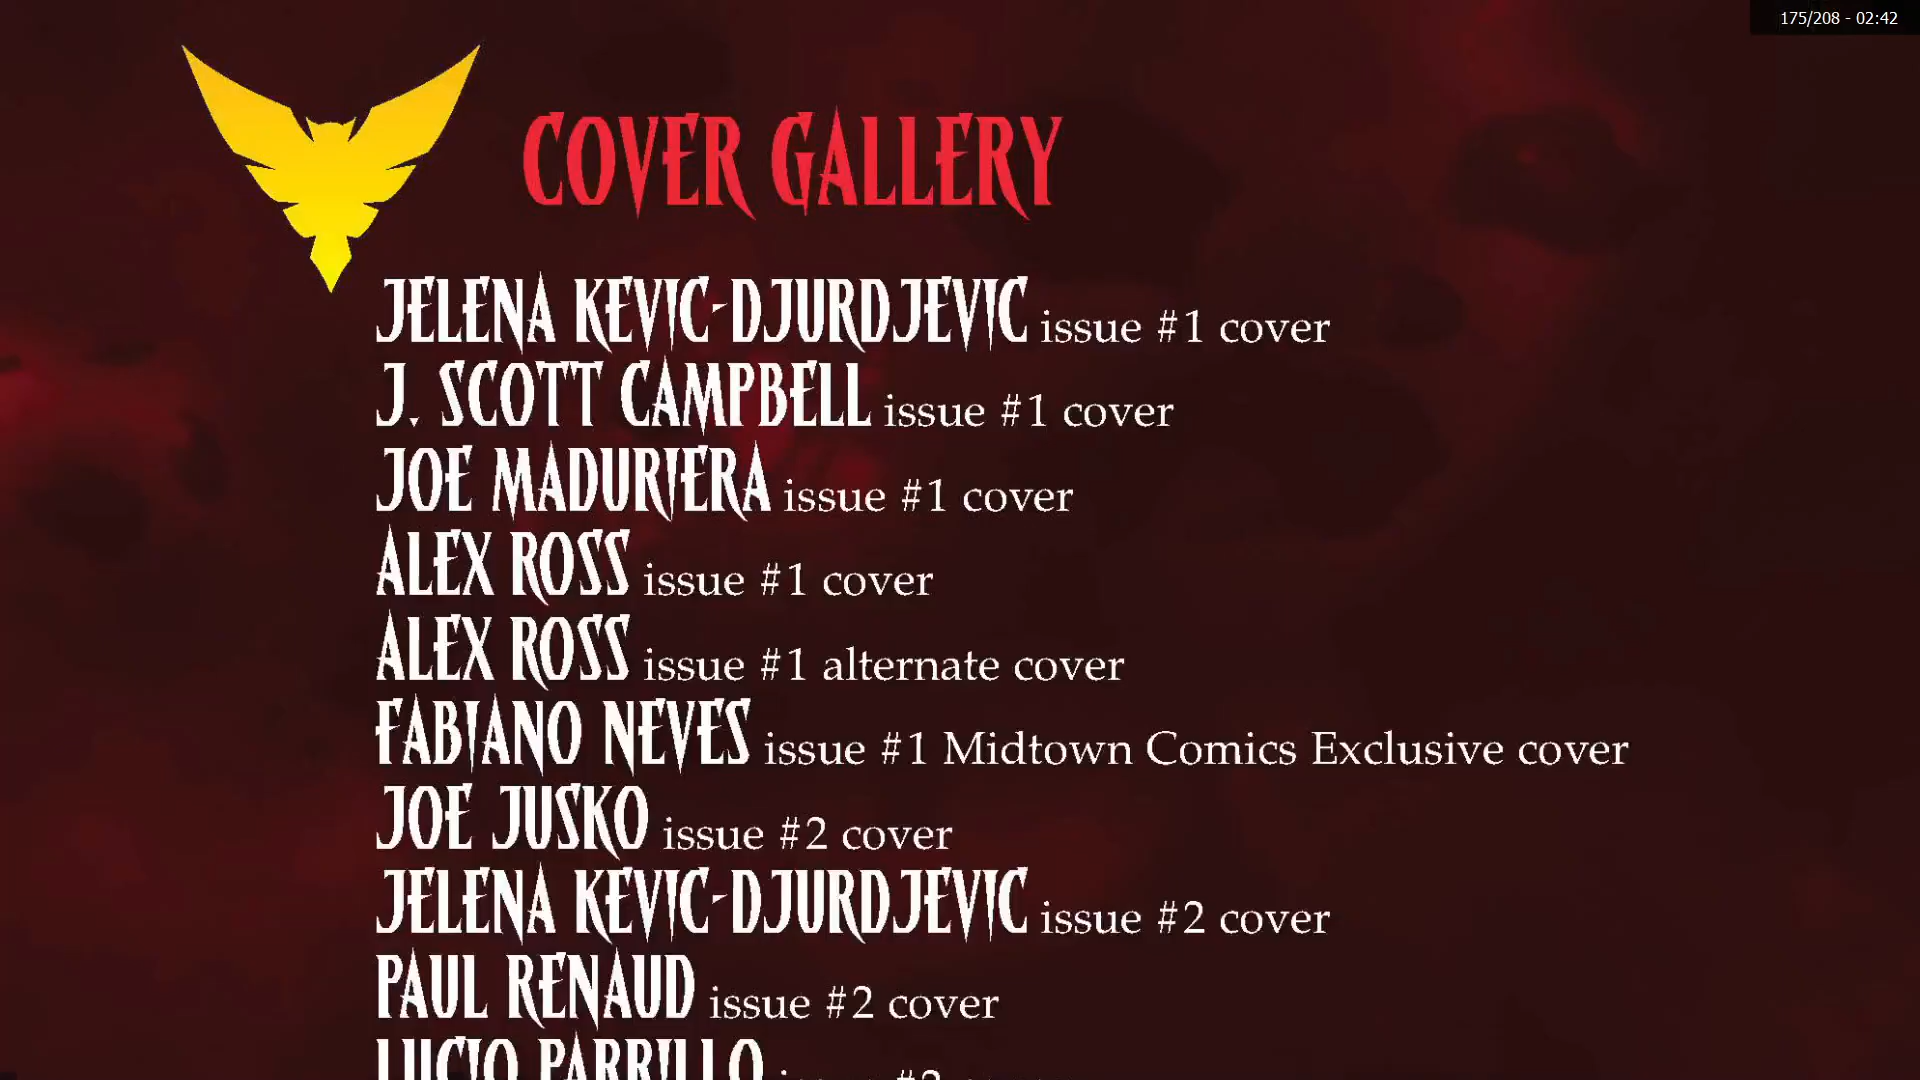 175/208 - 02:42
COVER GALLERY
JELENA KEVIC-DJURDJEVIC issue #1 cover
J. SCOTT CAMPBELL issue #1 cover
JOE MADURIERA issue #1 cover
ALEX ROSS issue #1 cover
ALEX ROSS issue #1 alternate cover
FABIANO NEVES issue #1 Midtown Comics Exclusive cover
JOE JUSKO issue #2 cover
JELENA KEVIC-DJURDJEVIC issue #2 cover
PAUL RENAUD issue #2 cover
LUCIO PARRILLO